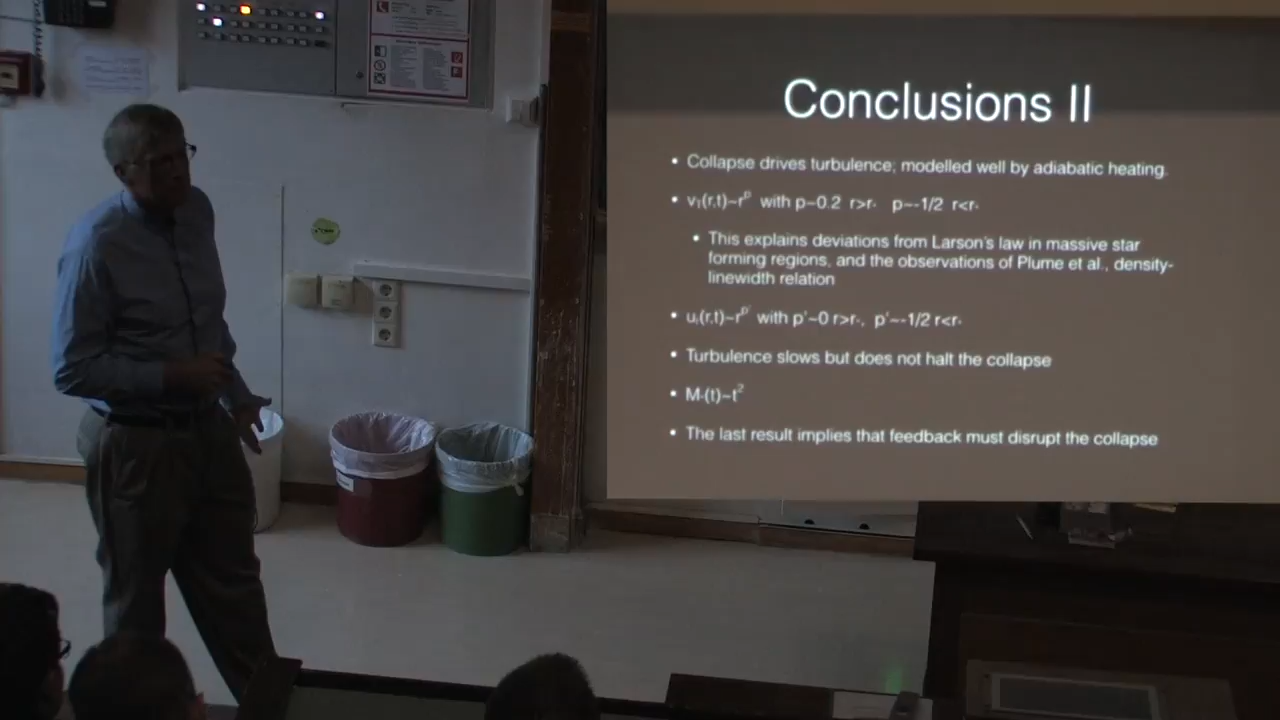 Conclusions II
• Collapse drives turbulence; modelled well by adiabatic heating.
• v₁(r,t)~rᵖ with p~0.2 r>r* p~-1/2 r<r*
• This explains deviations from Larson's law in massive star
forming regions, and the observations of Plume et al., density-
linewidth relation
• uᵣ(r,t)~rᵖ' with p'~0 r>r*, p'~-1/2 r<r*
• Turbulence slows but does not halt the collapse
• M*(t)~t²
• The last result implies that feedback must disrupt the collapse